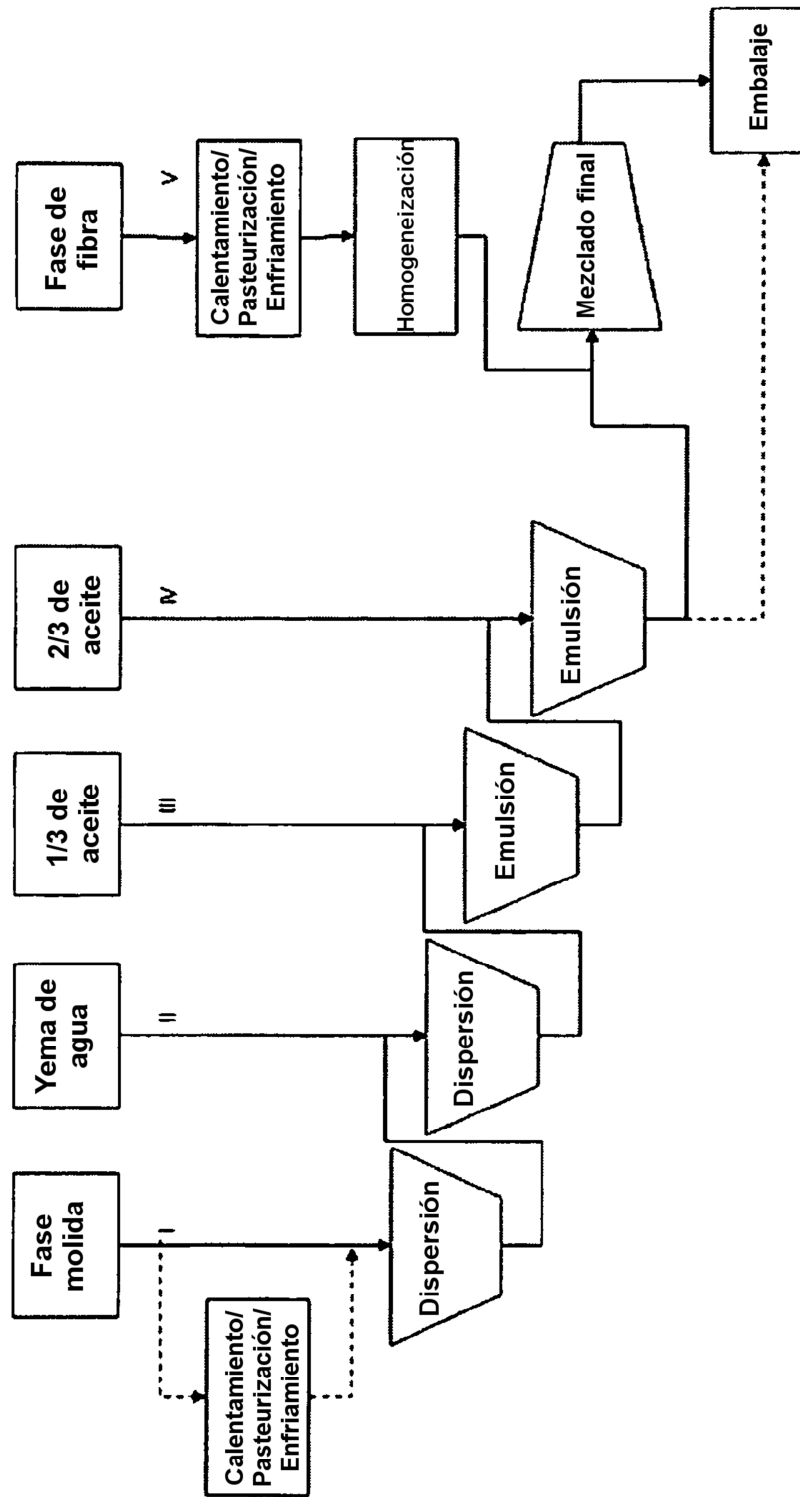 Fase
molida
Calentamiento/
Pasteurización/
Enfriamiento
I
Dispersión
Yema de
agua
II
Dispersión
1/3 de
aceite
III
Emulsión
2/3 de
aceite
IV
Emulsión
Fase de
fibra
V
Calentamiento/
Pasteurización/
Enfriamiento
Homogeneización
Mezclado final
Embalaje